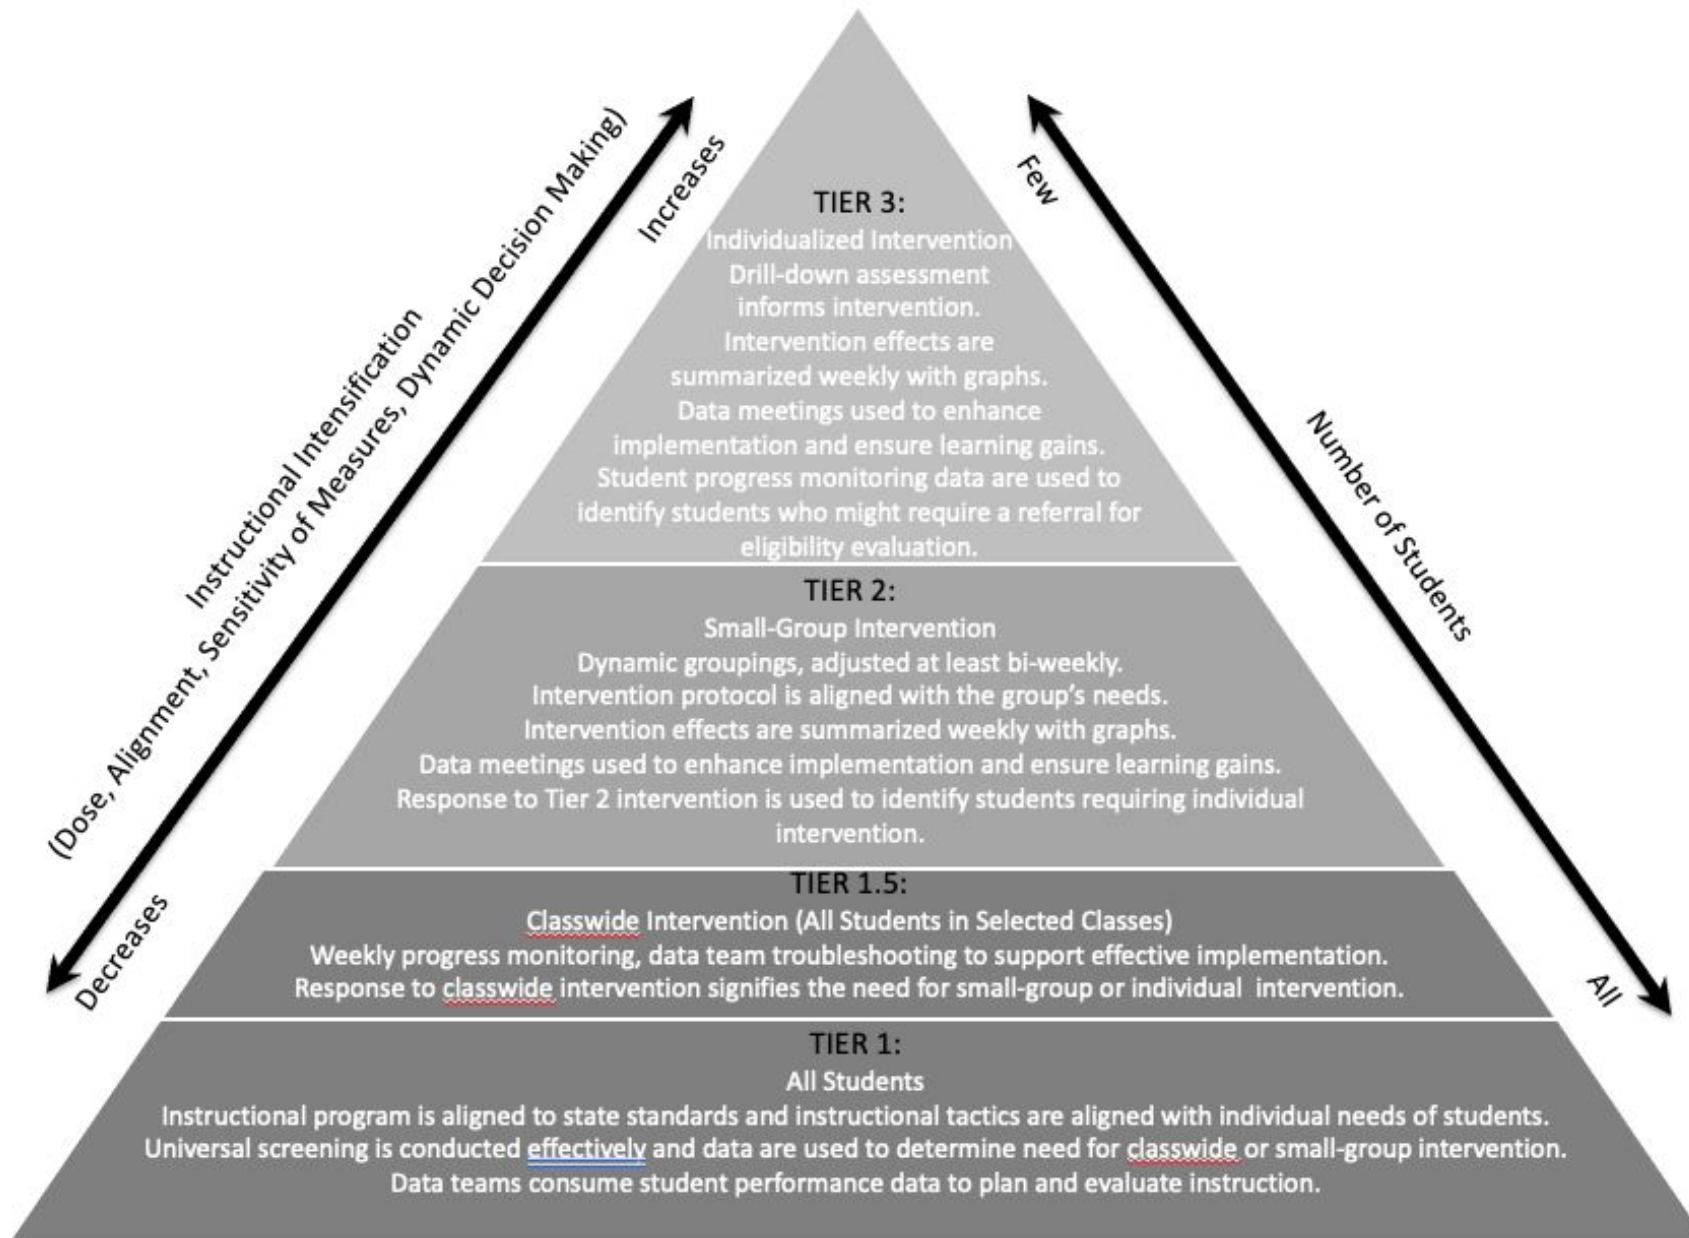 Instructional Intensification
(Dose, Alignment, Sensitivity of Measures, Dynamic Decision Making)
Increases
Decreases
Few
Number of Students
All
TIER 3:
Individualized Intervention
Drill-down assessment
informs intervention.
Intervention effects are
summarized weekly with graphs.
Data meetings used to enhance
implementation and ensure learning gains.
Student progress monitoring data are used to
identify students who might require a referral for
eligibility evaluation.
TIER 2:
Small-Group Intervention
Dynamic groupings, adjusted at least bi-weekly.
Intervention protocol is aligned with the group’s needs.
Intervention effects are summarized weekly with graphs.
Data meetings used to enhance implementation and ensure learning gains.
Response to Tier 2 intervention is used to identify students requiring individual
intervention.
TIER 1.5:
Classwide Intervention (All Students in Selected Classes)
Weekly progress monitoring, data team troubleshooting to support effective implementation.
Response to classwide intervention signifies the need for small-group or individual intervention.
TIER 1:
All Students
Instructional program is aligned to state standards and instructional tactics are aligned with individual needs of students.
Universal screening is conducted effectively and data are used to determine need for classwide or small-group intervention.
Data teams consume student performance data to plan and evaluate instruction.